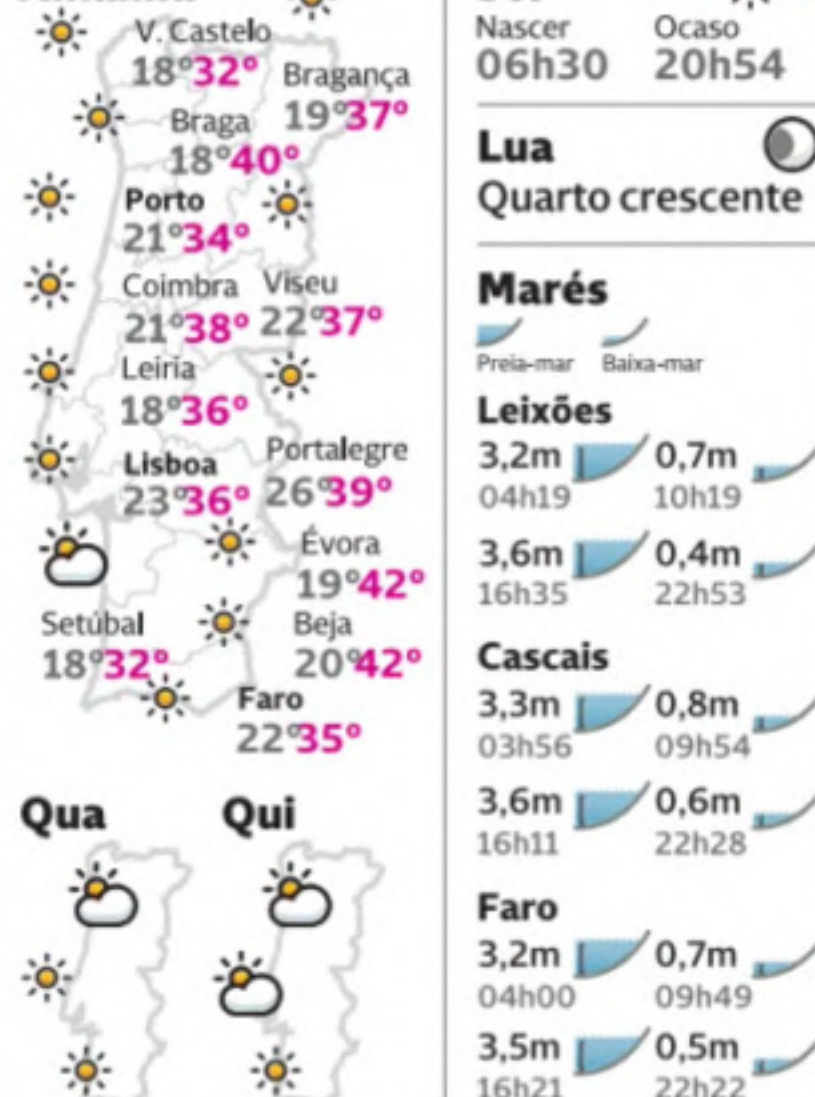 V. Castelo
18º32º
Bragança
19º37º
Braga
18º40º
Porto
21º34º
Coimbra
21º38º
Viseu
22º37º
Leiria
18º36º
Lisboa
23º36º
Portalegre
26º39º
Évora
19º42º
Setúbal
18º32º
Beja
20º42º
Faro
22º35º
Qua
Qui
Nascer Ocaso
06h30 20h54
Lua
Quarto crescente
Marés
Preia-mar Baixa-mar
Leixões
3,2m 0,7m
04h19 10h19
3,6m 0,4m
16h35 22h53
Cascais
3,3m 0,8m
03h56 09h54
3,6m 0,6m
16h11 22h28
Faro
3,2m 0,7m
04h00 09h49
3,5m 0,5m
16h21 22h22